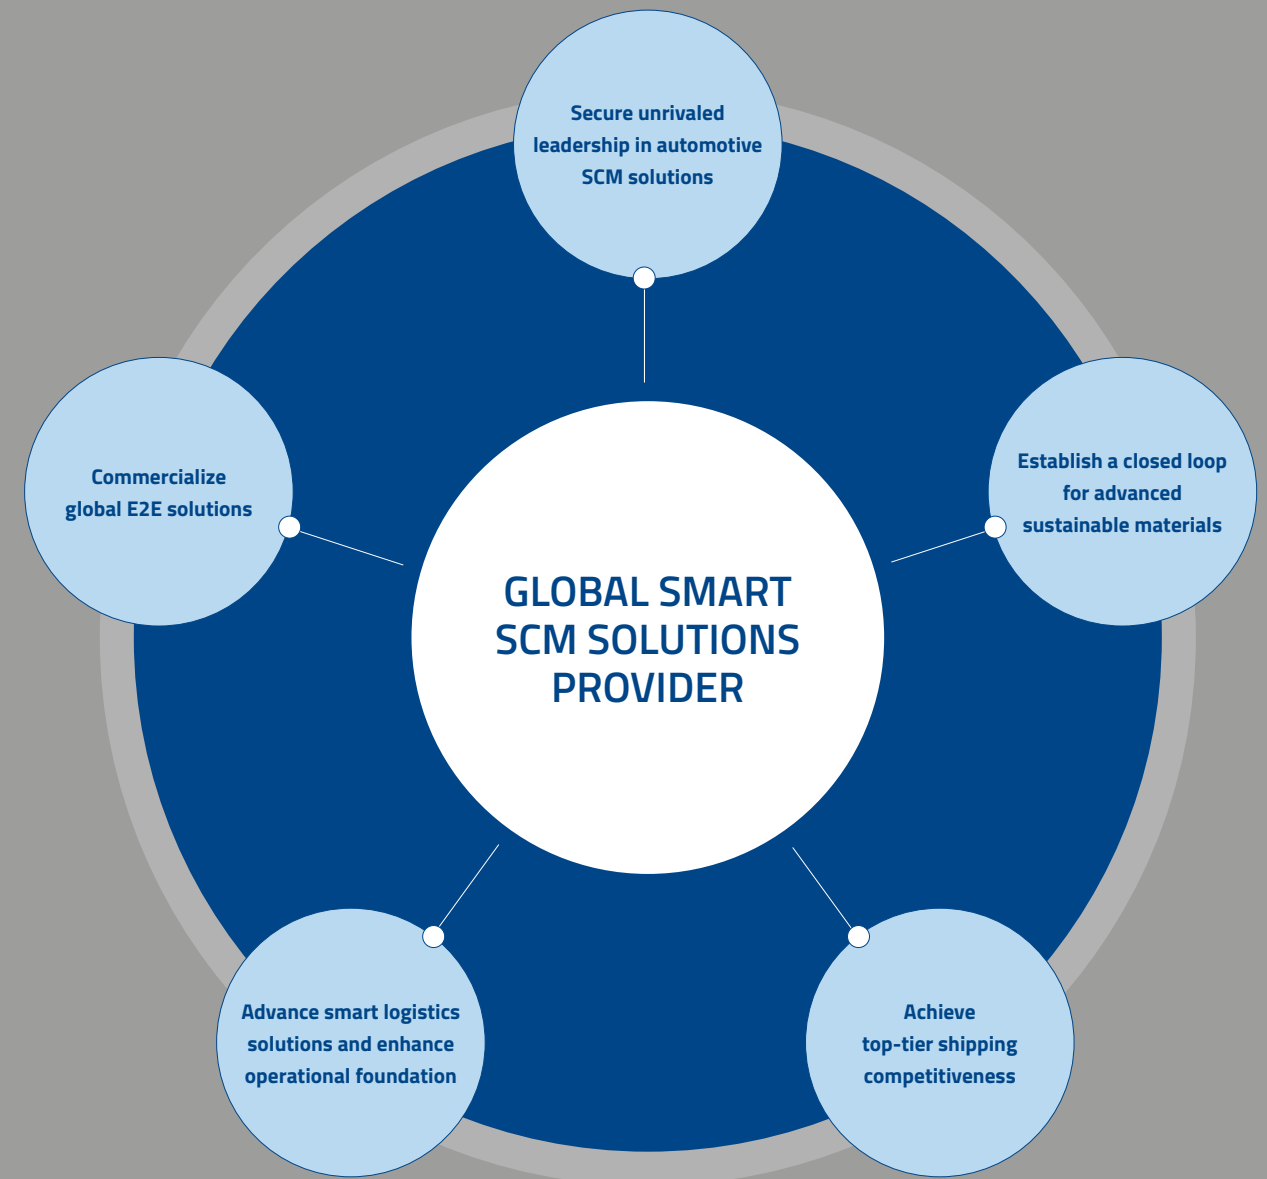 Secure unrivaled
leadership in automotive
SCM solutions
Commercialize
global E2E solutions
Establish a closed loop
for advanced
sustainable materials
GLOBAL SMART
SCM SOLUTIONS
PROVIDER
Advance smart logistics
solutions and enhance
operational foundation
Achieve
top-tier shipping
competitiveness